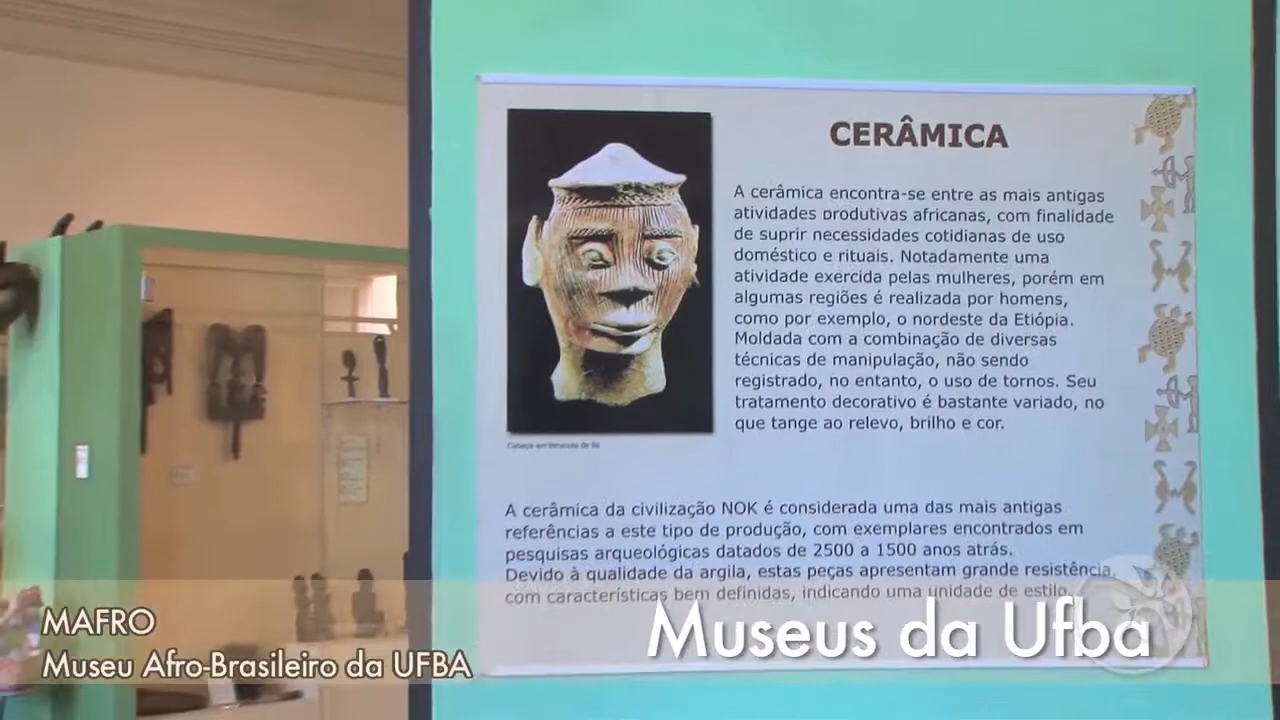 CERÂMICA
A cerâmica encontra-se entre as mais antigas
atividades produtivas africanas, com finalidade
de suprir necessidades cotidianas de uso
doméstico e rituais. Notadamente uma
atividade exercida pelas mulheres, porém em
algumas regiões é realizada por homens,
como por exemplo, o nordeste da Etiópia.
Moldada com a combinação de diversas
técnicas de manipulação, não sendo
registrado, no entanto, o uso de tornos. Seu
tratamento decorativo é bastante variado, no
que tange ao relevo, brilho e cor.
Cabeça em terracota de
A cerâmica da civilização NOK é considerada uma das mais antigas
referências a este tipo de produção, com exemplares encontrados em
pesquisas arqueológicas datados de 2500 a 1500 anos atrás.
Devido à qualidade da argila, estas peças apresentam grande resistência,
com características bem definidas, indicando uma unidade de estilo.
MAFRO
Museu Afro-Brasileiro da UFBA
Museus da Ufba